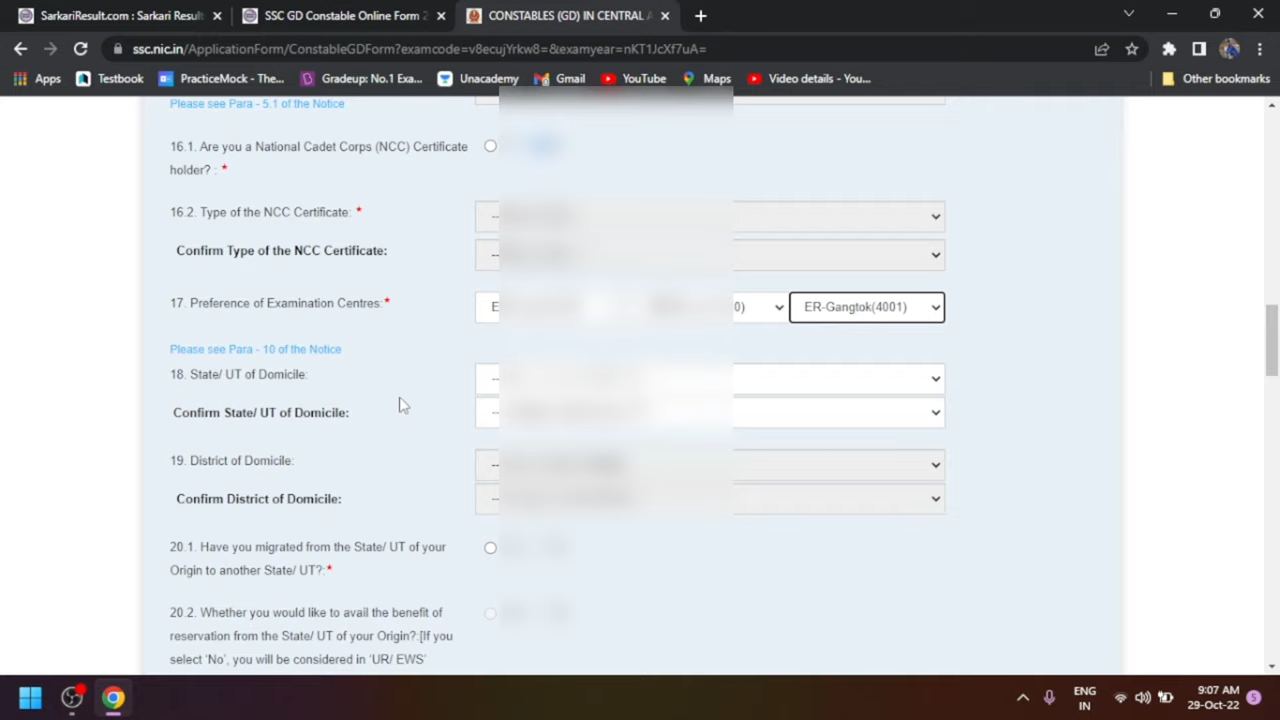 SarkariResult.com : Sarkari Result
SSC GD Constable Online Form 2
CONSTABLES (GD) IN CENTRAL A
ssc.nic.in/ApplicationForm/ConstableGDForm?examcode=v8ecujYrkw8=&examyear=nKT1JcXf7uA=
Apps Testbook PracticeMock - The... Gradeup: No.1 Exa... Unacademy Gmail YouTube Maps Video details - You... Other bookmarks
Please see Para - 5.1 of the Notice
16.1. Are you a National Cadet Corps (NCC) Certificate
holder? : *
16.2. Type of the NCC Certificate: *
Confirm Type of the NCC Certificate:
17. Preference of Examination Centres:*
ER-Gangtok(4001)
Please see Para - 10 of the Notice
18. State/ UT of Domicile:
Confirm State/ UT of Domicile:
19. District of Domicile:
Confirm District of Domicile:
20.1. Have you migrated from the State/ UT of your
Origin to another State/ UT?:*
20.2. Whether you would like to avail the benefit of
reservation from the State/ UT of your Origin?:[If you
select 'No', you will be considered in 'UR/ EWS'
ENG
IN
9:07 AM
29-Oct-22
5